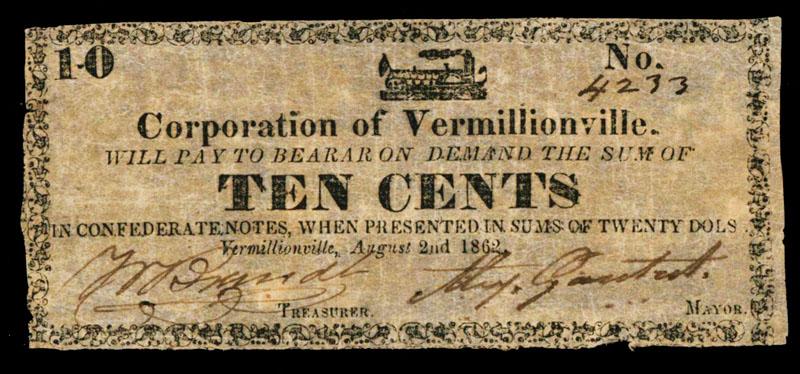 10 No.
4233
Corporation of Vermillionville.
WILL PAY TO BEARAR ON DEMAND THE SUM OF
TEN CENTS
IN CONFEDERATE NOTES, WHEN PRESENTED IN SUMS OF TWENTY DOLS
Vermillionville, August 2nd 1862.
TREASURER. MAYOR.